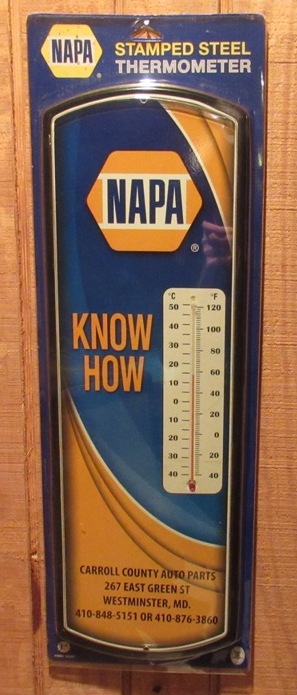 NAPA
STAMPED STEEL
THERMOMETER
NAPA
®
KNOW
HOW
°C °F
50 120
40 100
30 80
20
10 60
0 40
10 20
20 0
30 20
40 40
CARROLL COUNTY AUTO PARTS
267 EAST GREEN ST
WESTMINSTER, MD.
410-848-5151 OR 410-876-3860